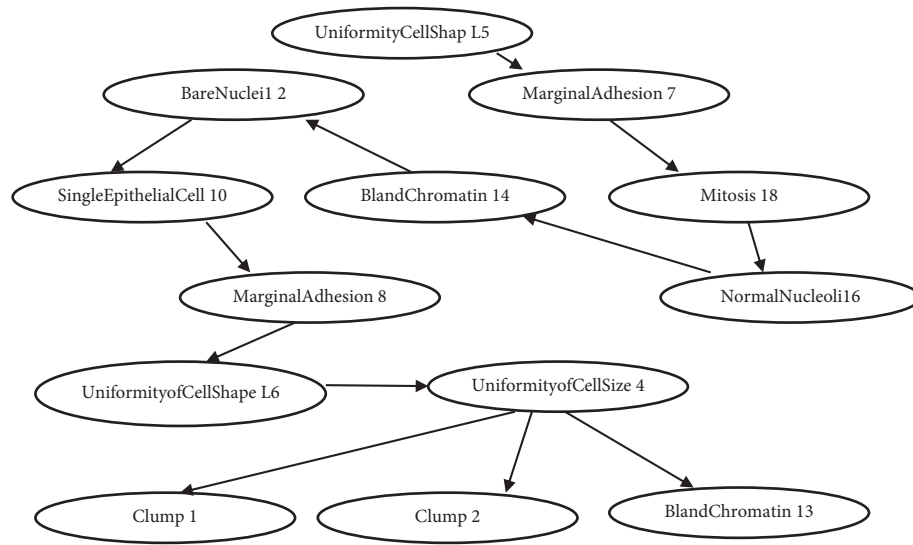 UniformityCellShap L5
BareNuclei1 2
MarginalAdhesion 7
SingleEpithelialCell 10
BlandChromatin 14
Mitosis 18
MarginalAdhesion 8
NormalNucleoli16
UniformityofCellShape L6
UniformityofCellSize 4
Clump 1
Clump 2
BlandChromatin 13